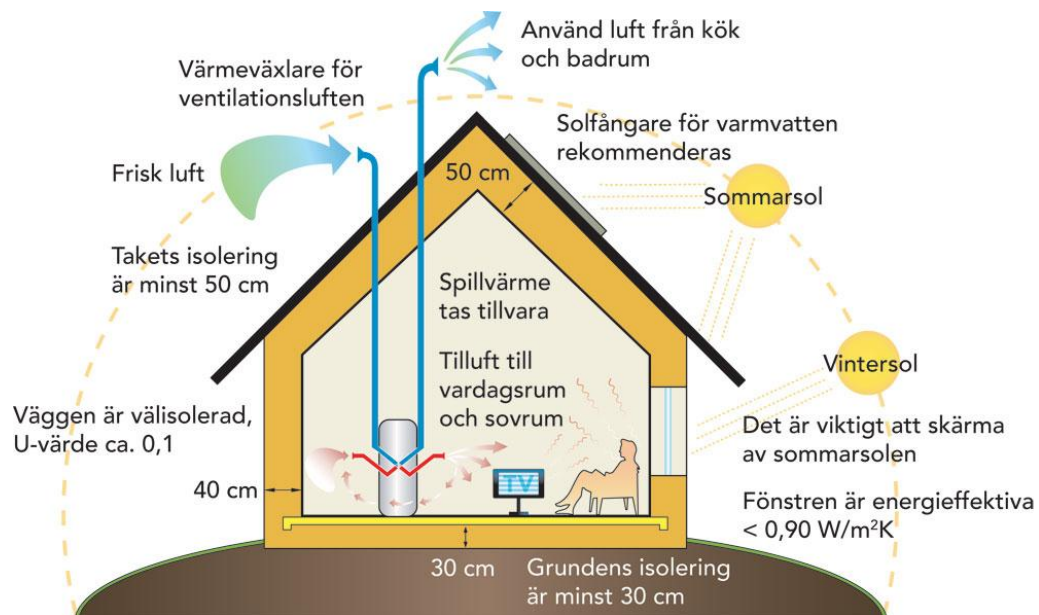 Använd luft från kök
och badrum
Värmeväxlare för
ventilationsluften
Solfångare för varmvatten
rekommenderas
Frisk luft
50 cm
Sommarsol
Takets isolering
är minst 50 cm
Spillvärme
tas tillvara
Tilluft till
vardagsrum
och sovrum
Vintersol
Väggen är välisolerad,
U-värde ca. 0,1
Det är viktigt att skärma
av sommarsolen
40 cm
TV
Fönstren är energieffektiva
< 0,90 W/m²K
30 cm
Grundens isolering
är minst 30 cm